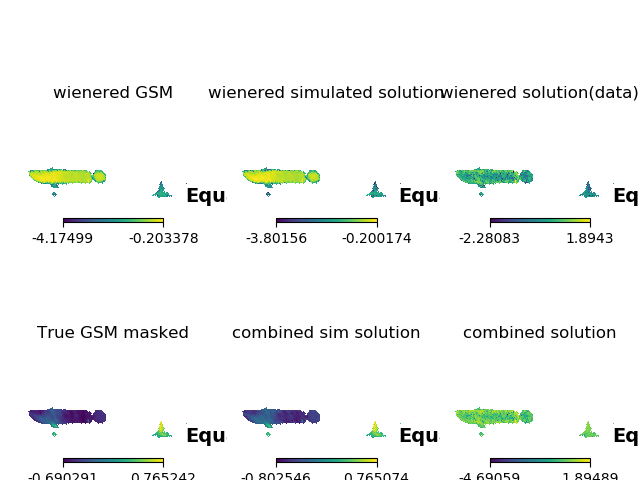 wienered GSM
wienered simulated solution
wienered solution(data)
Equ
Equ
Eq
-4.17499 -0.203378
-3.80156 -0.200174
-2.28083 1.8943
True GSM masked
combined sim solution
combined solution
Equ
Equ
Eq
-0.690291 0.765242
-0.802546 0.765074
-4.69059 1.89489